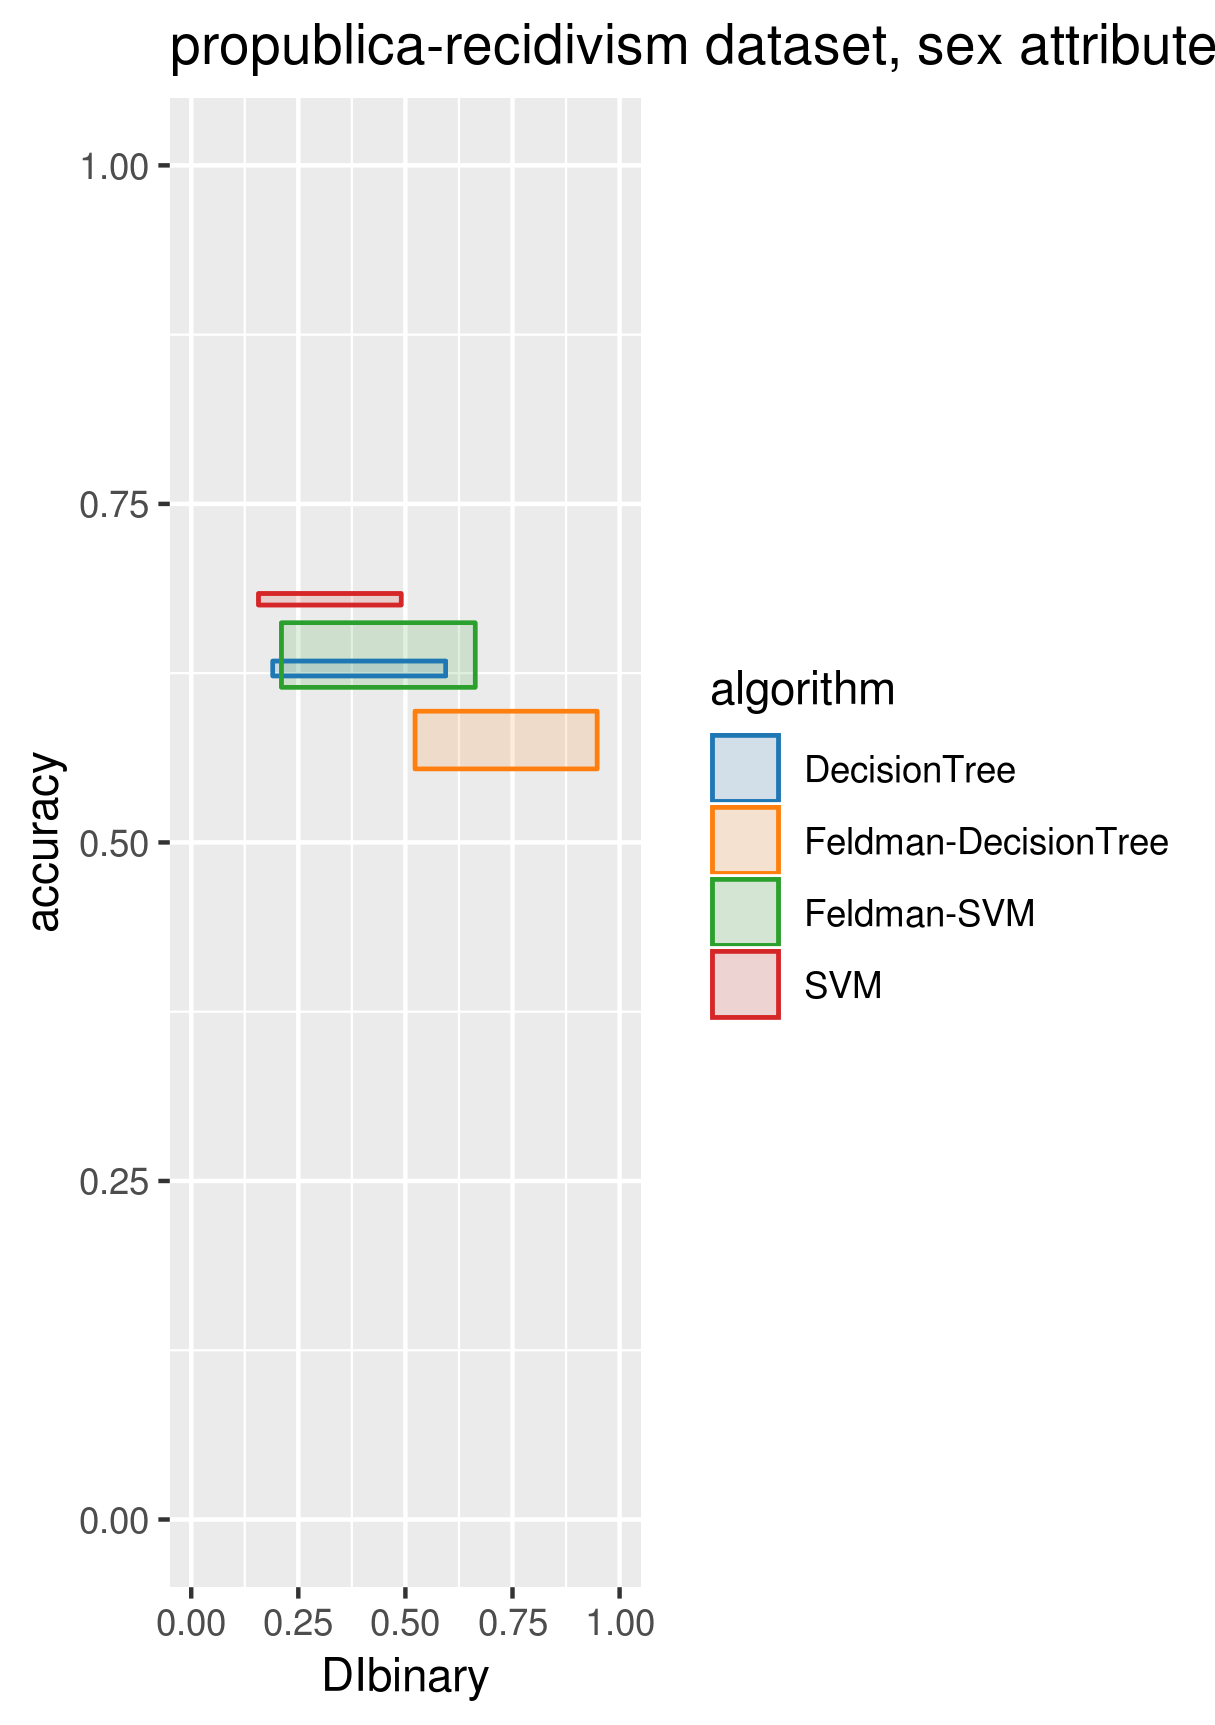 propublica-recidivism dataset, sex attribute
1.00
0.75
0.50
0.25
0.00
accuracy
0.00 0.25 0.50 0.75 1.00
DIbinary
algorithm
DecisionTree
Feldman-DecisionTree
Feldman-SVM
SVM